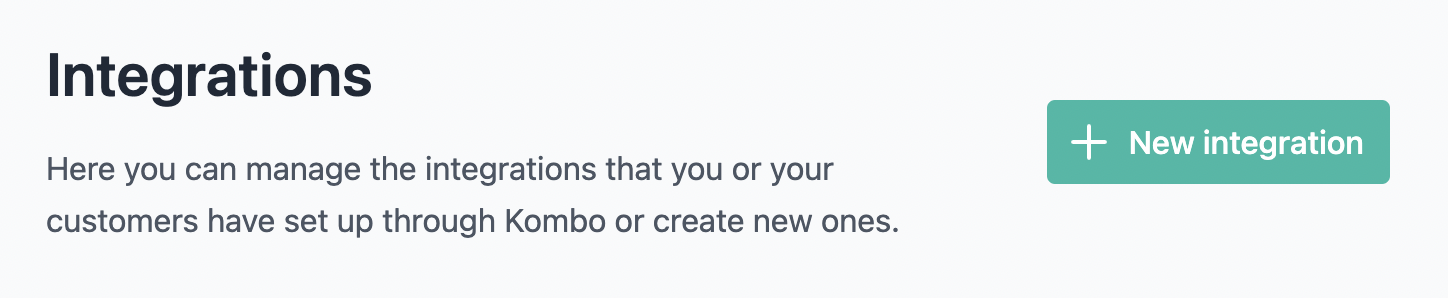 Integrations
Here you can manage the integrations that you or your
customers have set up through Kombo or create new ones.
New integration